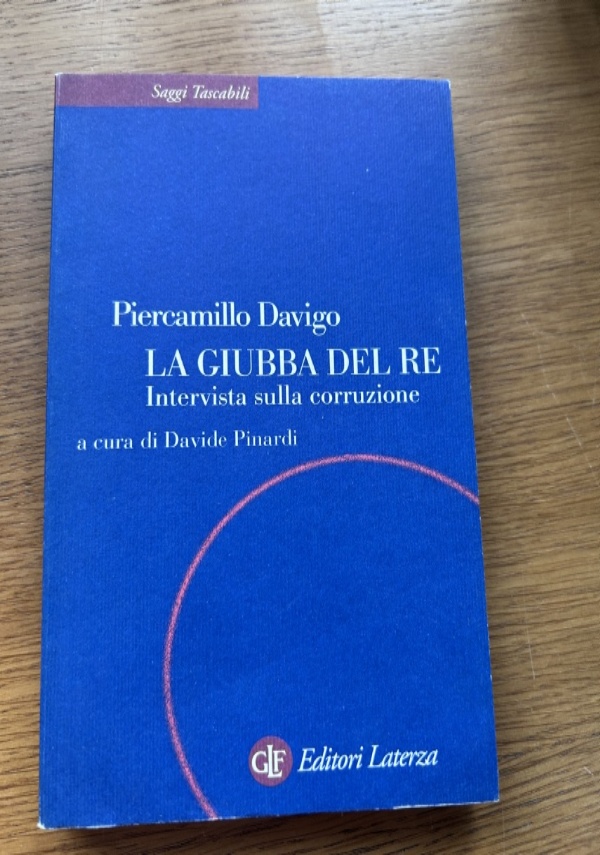 Saggi Tascabili
Piercamillo Davigo
LA GIUBBA DEL RE
Intervista sulla corruzione
a cura di Davide Pinardi
GLF Editori Laterza